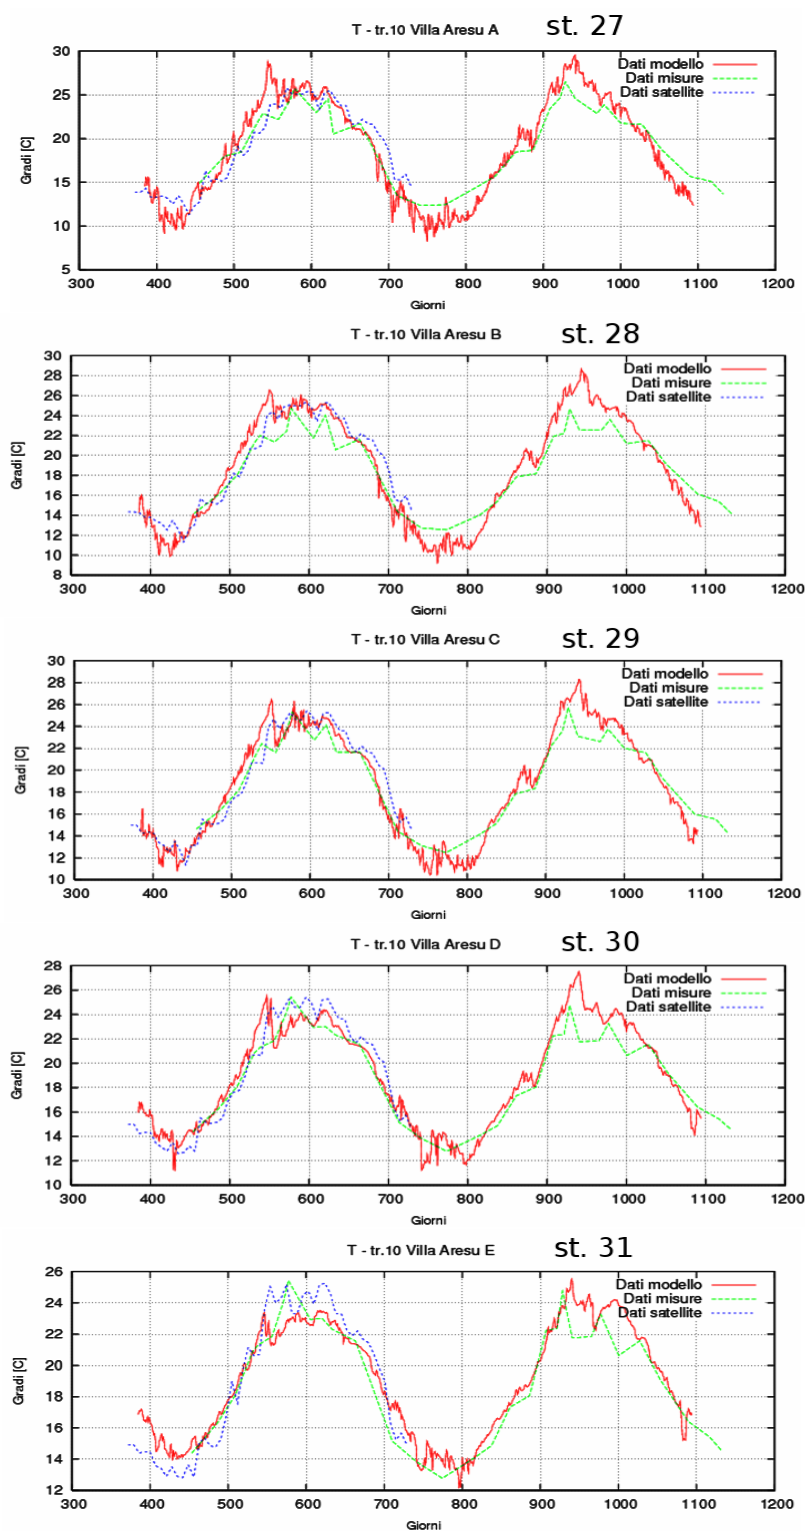 T - tr.10 Villa Aresu A st. 27
30
25
20
15
10
5
Gradi [C]
Dati modello
Dati misure
Dati satellite
300 400 500 600 700 800 900 1000 1100 1200
Giorni
T - tr.10 Villa Aresu B st. 28
30
28
26
24
22
20
18
16
14
12
10
8
Gradi [C]
Dati modello
Dati misure
Dati satellite
300 400 500 600 700 800 900 1000 1100 1200
Giorni
T - tr.10 Villa Aresu C st. 29
30
28
26
24
22
20
18
16
14
12
10
Gradi [C]
Dati modello
Dati misure
Dati satellite
300 400 500 600 700 800 900 1000 1100 1200
Giorni
T - tr.10 Villa Aresu D st. 30
28
26
24
22
20
18
16
14
12
10
Gradi [C]
Dati modello
Dati misure
Dati satellite
300 400 500 600 700 800 900 1000 1100 1200
Giorni
T - tr.10 Villa Aresu E st. 31
26
24
22
20
18
16
14
12
Gradi [C]
Dati modello
Dati misure
Dati satellite
300 400 500 600 700 800 900 1000 1100 1200
Giorni